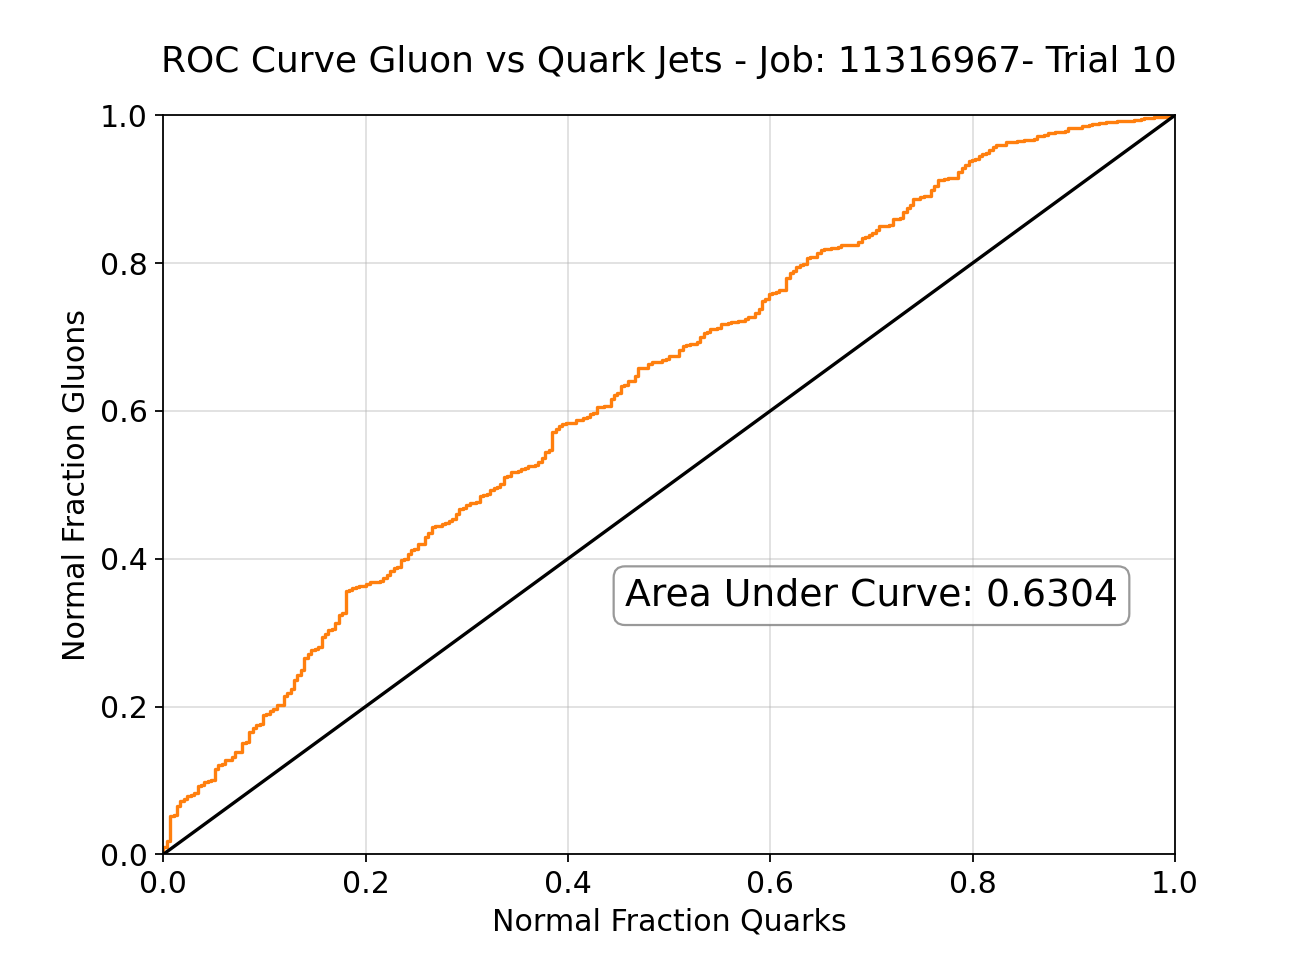 ROC Curve Gluon vs Quark Jets - Job: 11316967- Trial 10
1.0
0.8
0.6
0.4
0.2
0.0
Normal Fraction Gluons
Area Under Curve: 0.6304
0.0 0.2 0.4 0.6 0.8 1.0
Normal Fraction Quarks